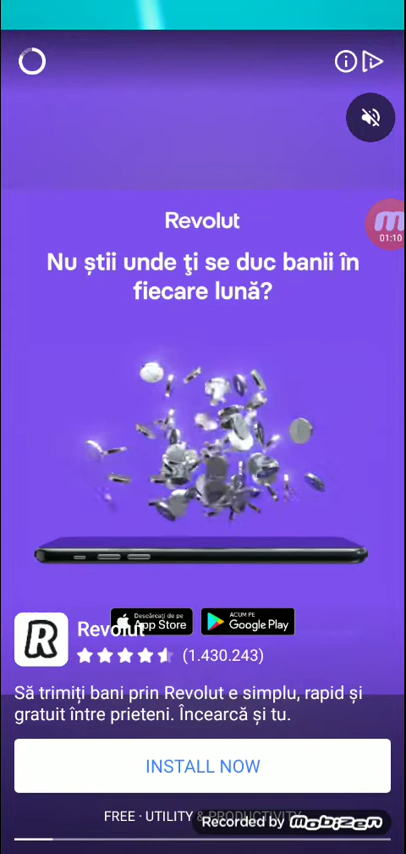 01:10
Revolut
Nu știi unde ţi se duc banii în
fiecare lună?
Descărcați de pe
App Store
ACUM PE
Google Play
R
Revolut
(1.430.243)
Să trimiți bani prin Revolut e simplu, rapid și
gratuit între prieteni. Încearcă și tu.
INSTALL NOW
FREE · UTILITY & PRODUCTIVITY
Recorded by mobizen